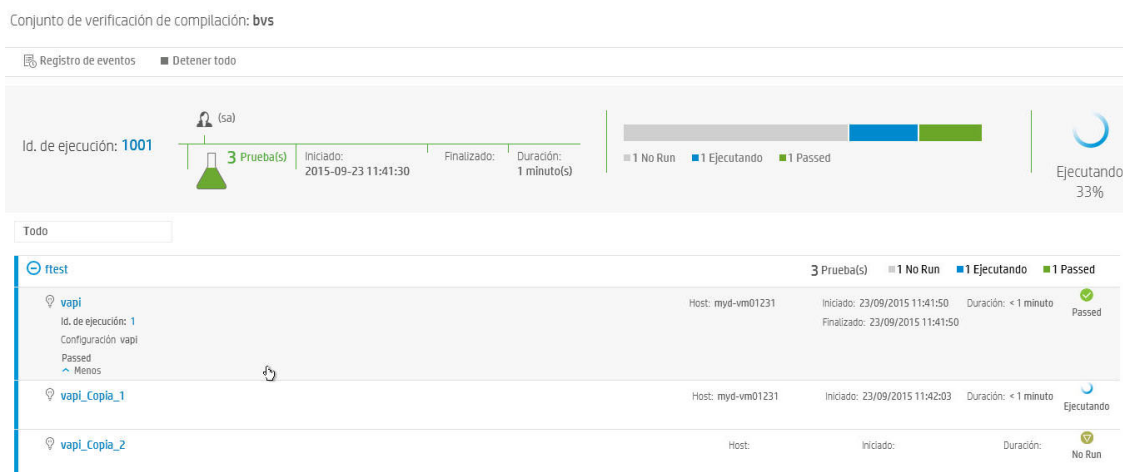 Conjunto de verificación de compilación: bvs
Registro de eventos Detener todo
(sa)
Id. de ejecución: 1001
3 Prueba(s) Iniciado: Finalizado: Duración:
2015-09-23 11:41:30 1 minuto(s)
1 No Run 1 Ejecutando 1 Passed
Ejecutando
33%
Todo
ftest 3 Prueba(s) 1 No Run 1 Ejecutando 1 Passed
vapi Host: myd-vm01231 Iniciado: 23/09/2015 11:41:50 Duración: < 1 minuto Passed
Id. de ejecución: 1 Finalizado: 23/09/2015 11:41:50
Configuración vapi
Passed
Menos
vapi_Copia_1 Host: myd-vm01231 Iniciado: 23/09/2015 11:42:03 Duración: < 1 minuto Ejecutando
vapi_Copia_2 Host: Iniciado: Duración: No Run